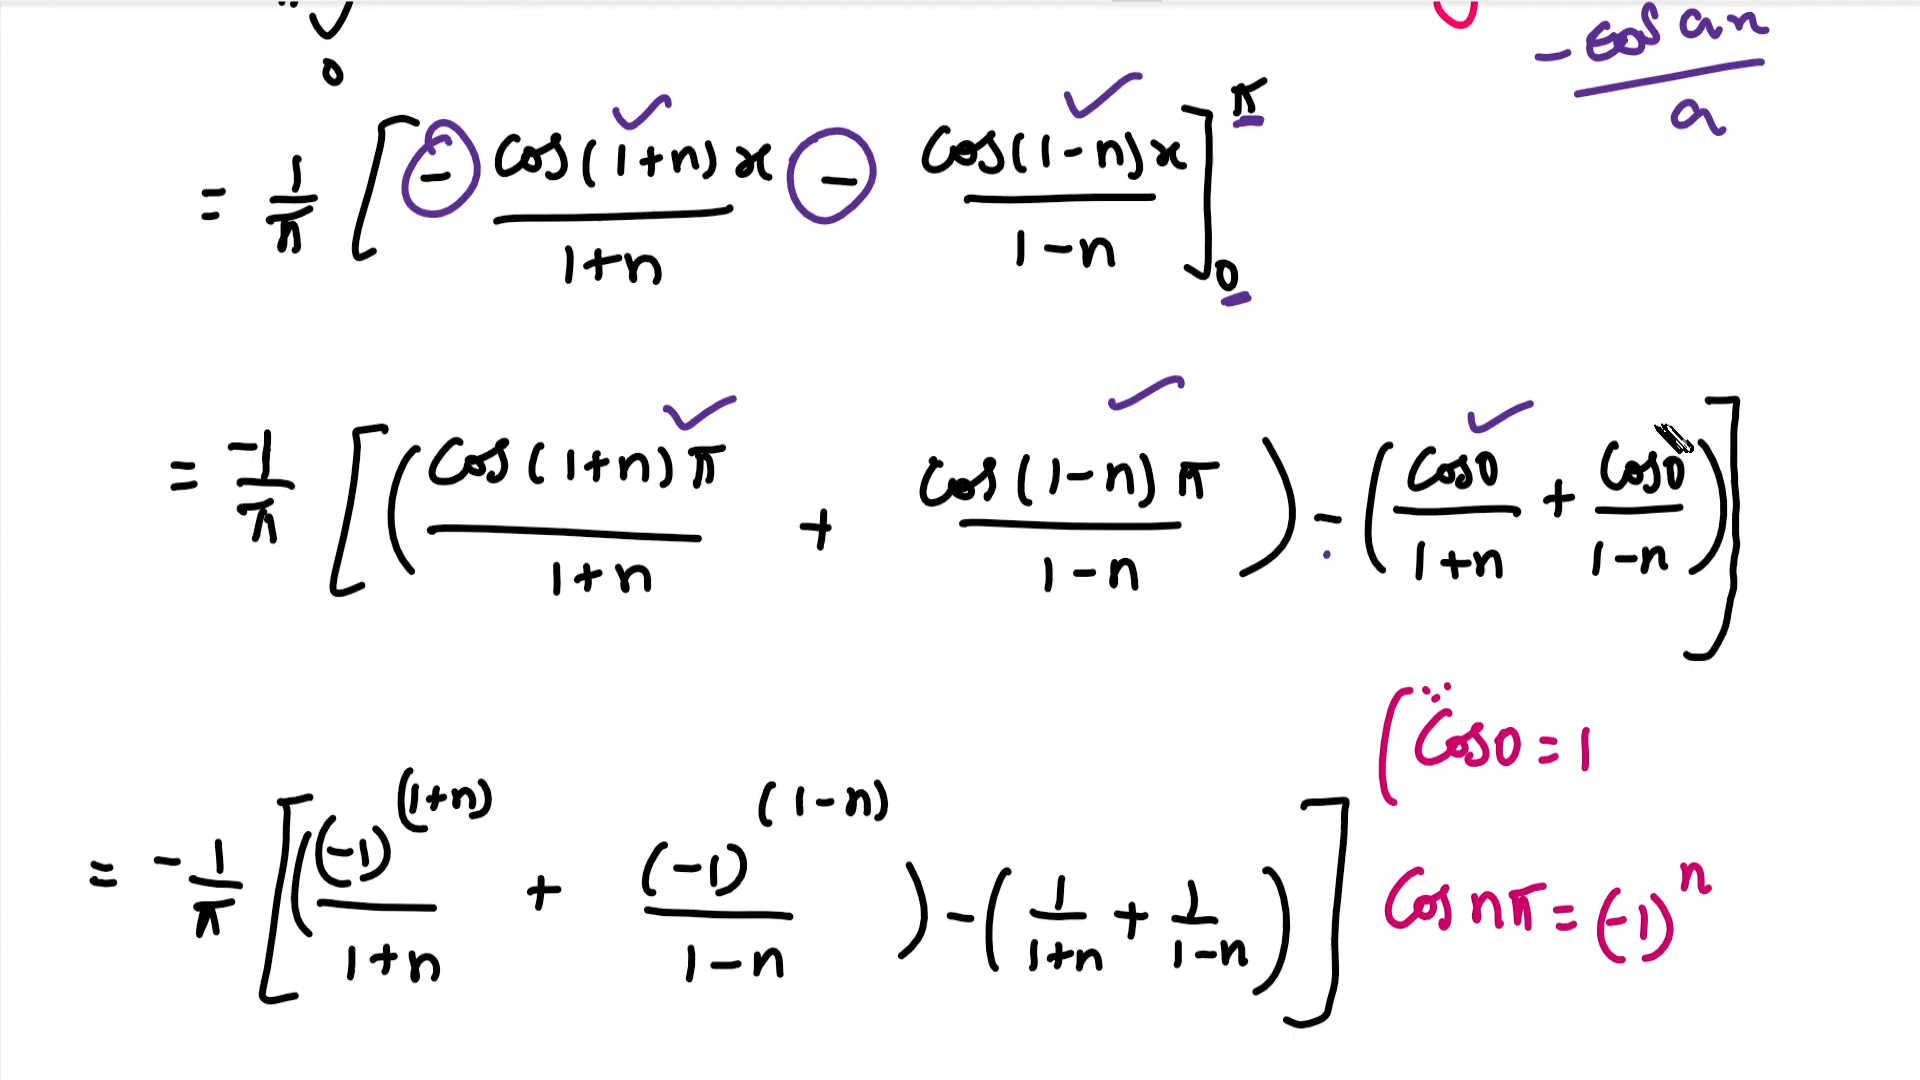 0
- cos an / a
= 1/π [ - cos(1+n)x / 1+n - cos(1-n)x / 1-n ]₀^π
= -1/π [ ( cos(1+n)π / 1+n + cos(1-n)π / 1-n ) - ( cos0 / 1+n + cos0 / 1-n ) ]
( ∵ cos0 = 1
= -1/π [ ( (-1)^(1+n) / 1+n + (-1)^(1-n) / 1-n ) - ( 1/1+n + 1/1-n ) ]
cos nπ = (-1)^n